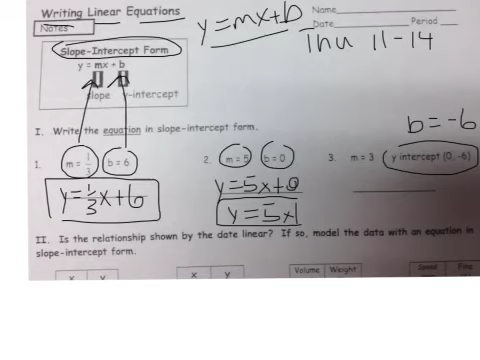 Writing Linear Equations
y=mx+b
Name
Notes
Date
Period
Thu 11-14
Slope-Intercept Form
y = mx + b
slope y-intercept
b=-6
I. Write the equation in slope-intercept form.
1. m = 1/3 b = 6
2. m = 5 b = 0
3. m = 3 y intercept (0, -6)
y=1/3x+6
y=5x+0
y=5x
II. Is the relationship shown by the date linear? If so, model the data with an equation in
slope-intercept form.
x y
x y
Volume Weight
Speed Fine